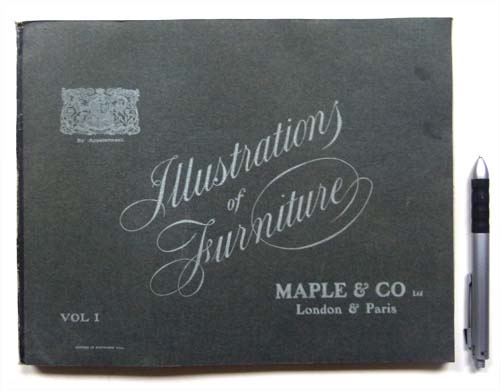 By Appointment.
Illustrations
of
Furniture
MAPLE & CO Ltd
London & Paris
VOL I